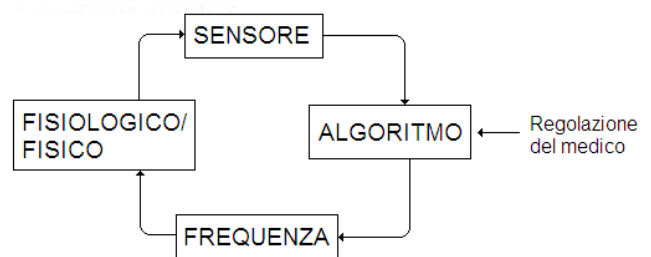 SENSORE
FISIOLOGICO/
FISICO
ALGORITMO
Regolazione
del medico
FREQUENZA